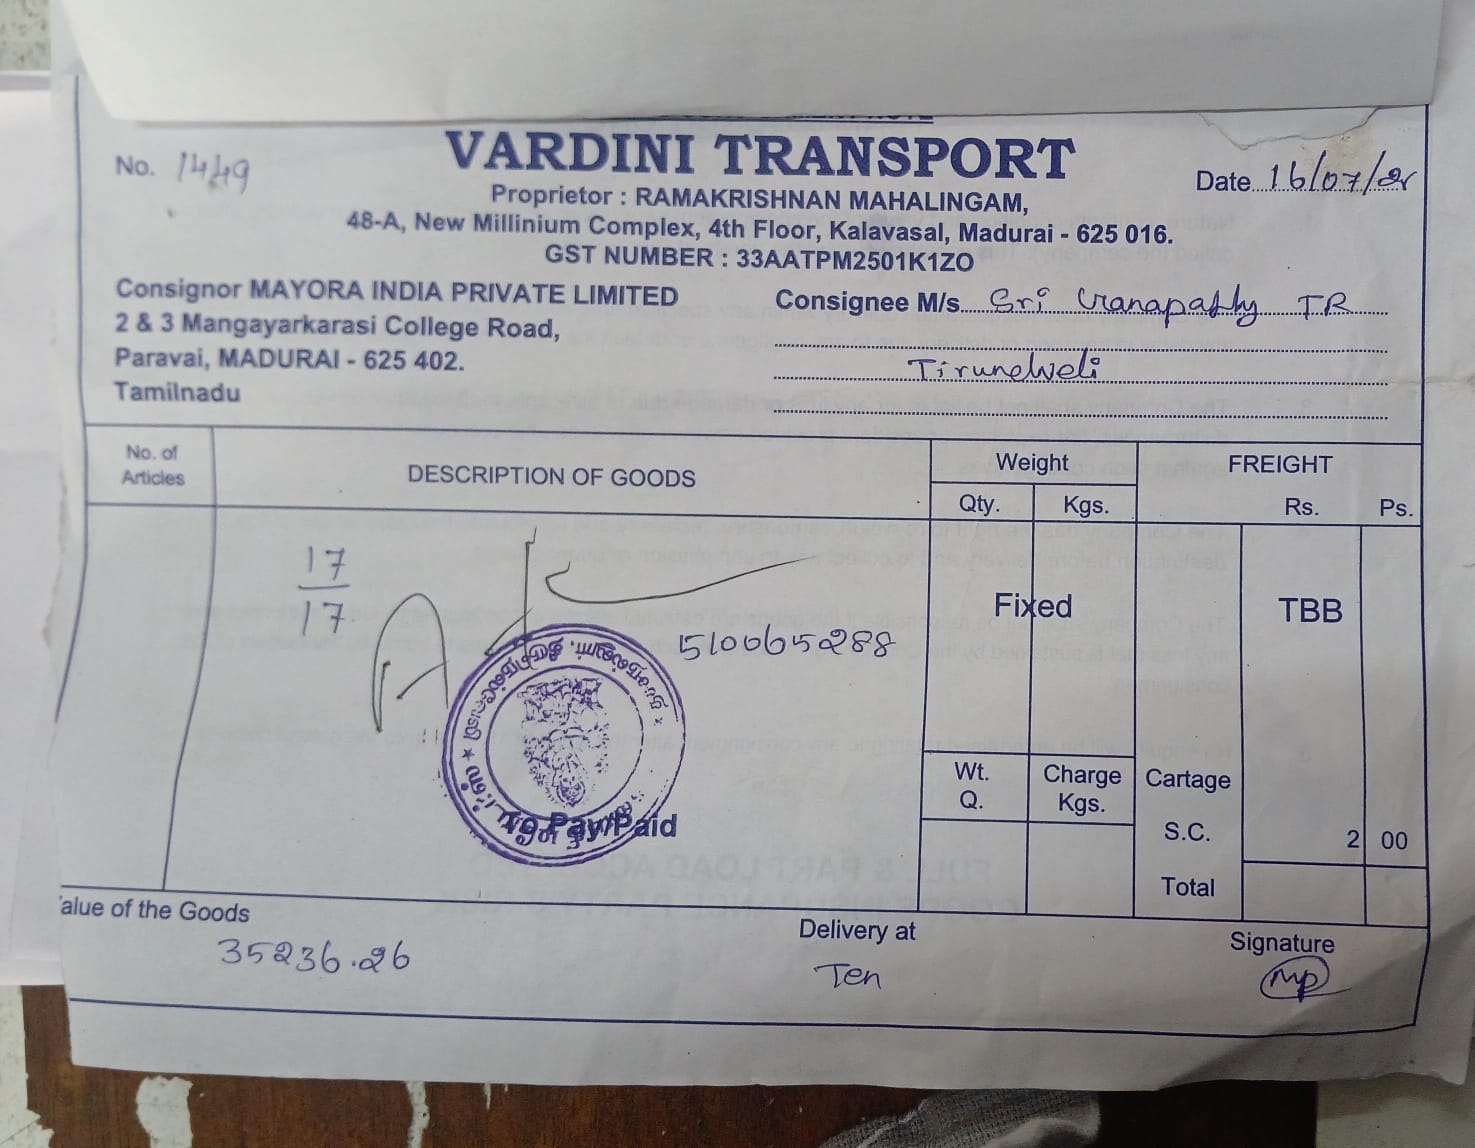 VARDINI TRANSPORT
No. 1449
Date 16/07/
Proprietor : RAMAKRISHNAN MAHALINGAM,
48-A, New Millinium Complex, 4th Floor, Kalavasal, Madurai - 625 016.
GST NUMBER : 33AATPM2501K1ZO
Consignor MAYORA INDIA PRIVATE LIMITED
2 & 3 Mangayarkarasi College Road,
Paravai, MADURAI - 625 402.
Tamilnadu
Consignee M/s. Sri TR
Tirunelveli
No. of
Articles
DESCRIPTION OF GOODS
Weight
Qty. Kgs.
FREIGHT
Rs. Ps.
17
17
510065288
Fixed
TBB
To Pay/Paid
Wt.
Q.
Charge
Kgs.
Cartage
S.C. 2 00
Total
alue of the Goods
35236.26
Delivery at
Ten
Signature